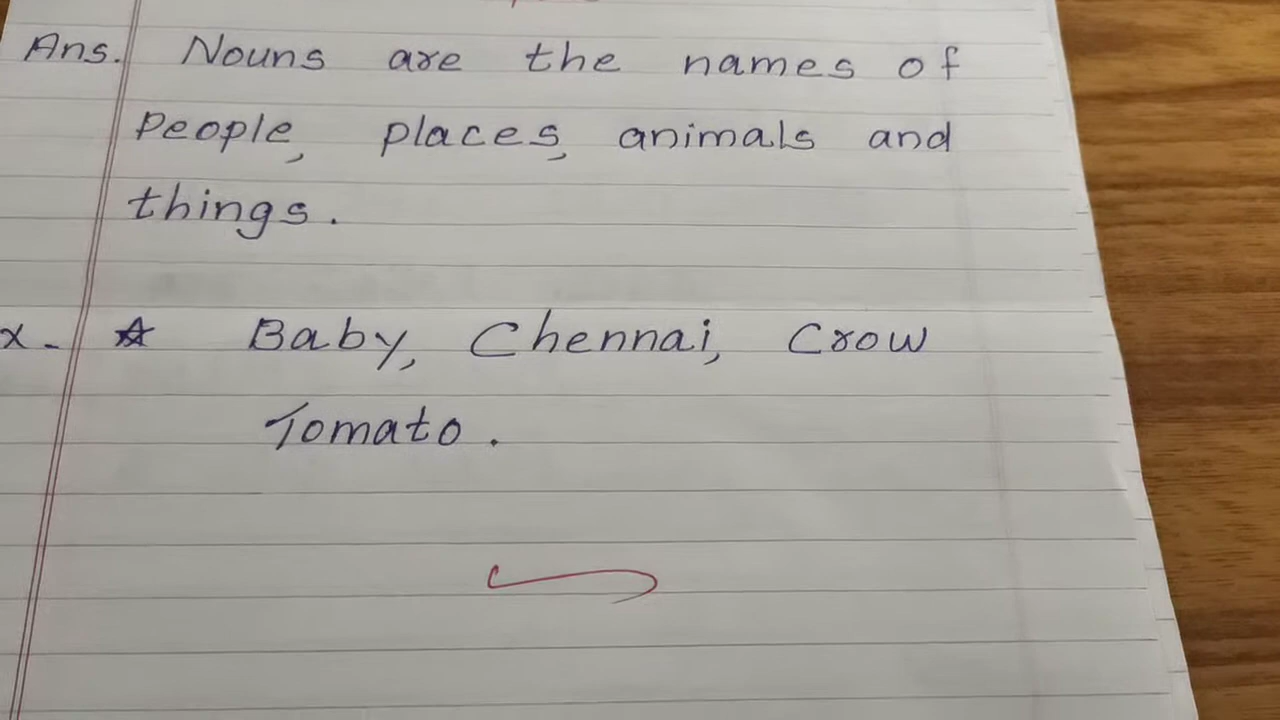 Ans. Nouns are the names of
people, places, animals and
things.
x. ☆ Baby, Chennai, Crow
Tomato.